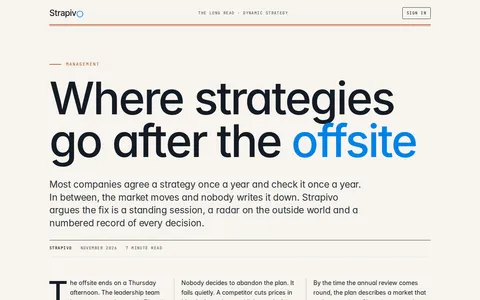 Strapivo
THE LONG READ · DYNAMIC STRATEGY
SIGN IN
MANAGEMENT
Where strategies
go after the offsite
Most companies agree a strategy once a year and check it once a year.
In between, the market moves and nobody writes it down. Strapivo
argues the fix is a standing session, a radar on the outside world and a
numbered record of every decision.
STRAPIVO NOVEMBER 2026 7 MINUTE READ
The offsite ends on a Thursday
afternoon. The leadership team
Nobody decides to abandon the plan. It
fails quietly. A competitor cuts prices in
By the time the annual review comes
round, the plan describes a market that